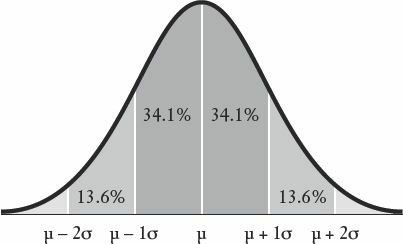 34.1% 34.1%
13.6% 13.6%
μ – 2σ μ – 1σ μ μ + 1σ μ + 2σ